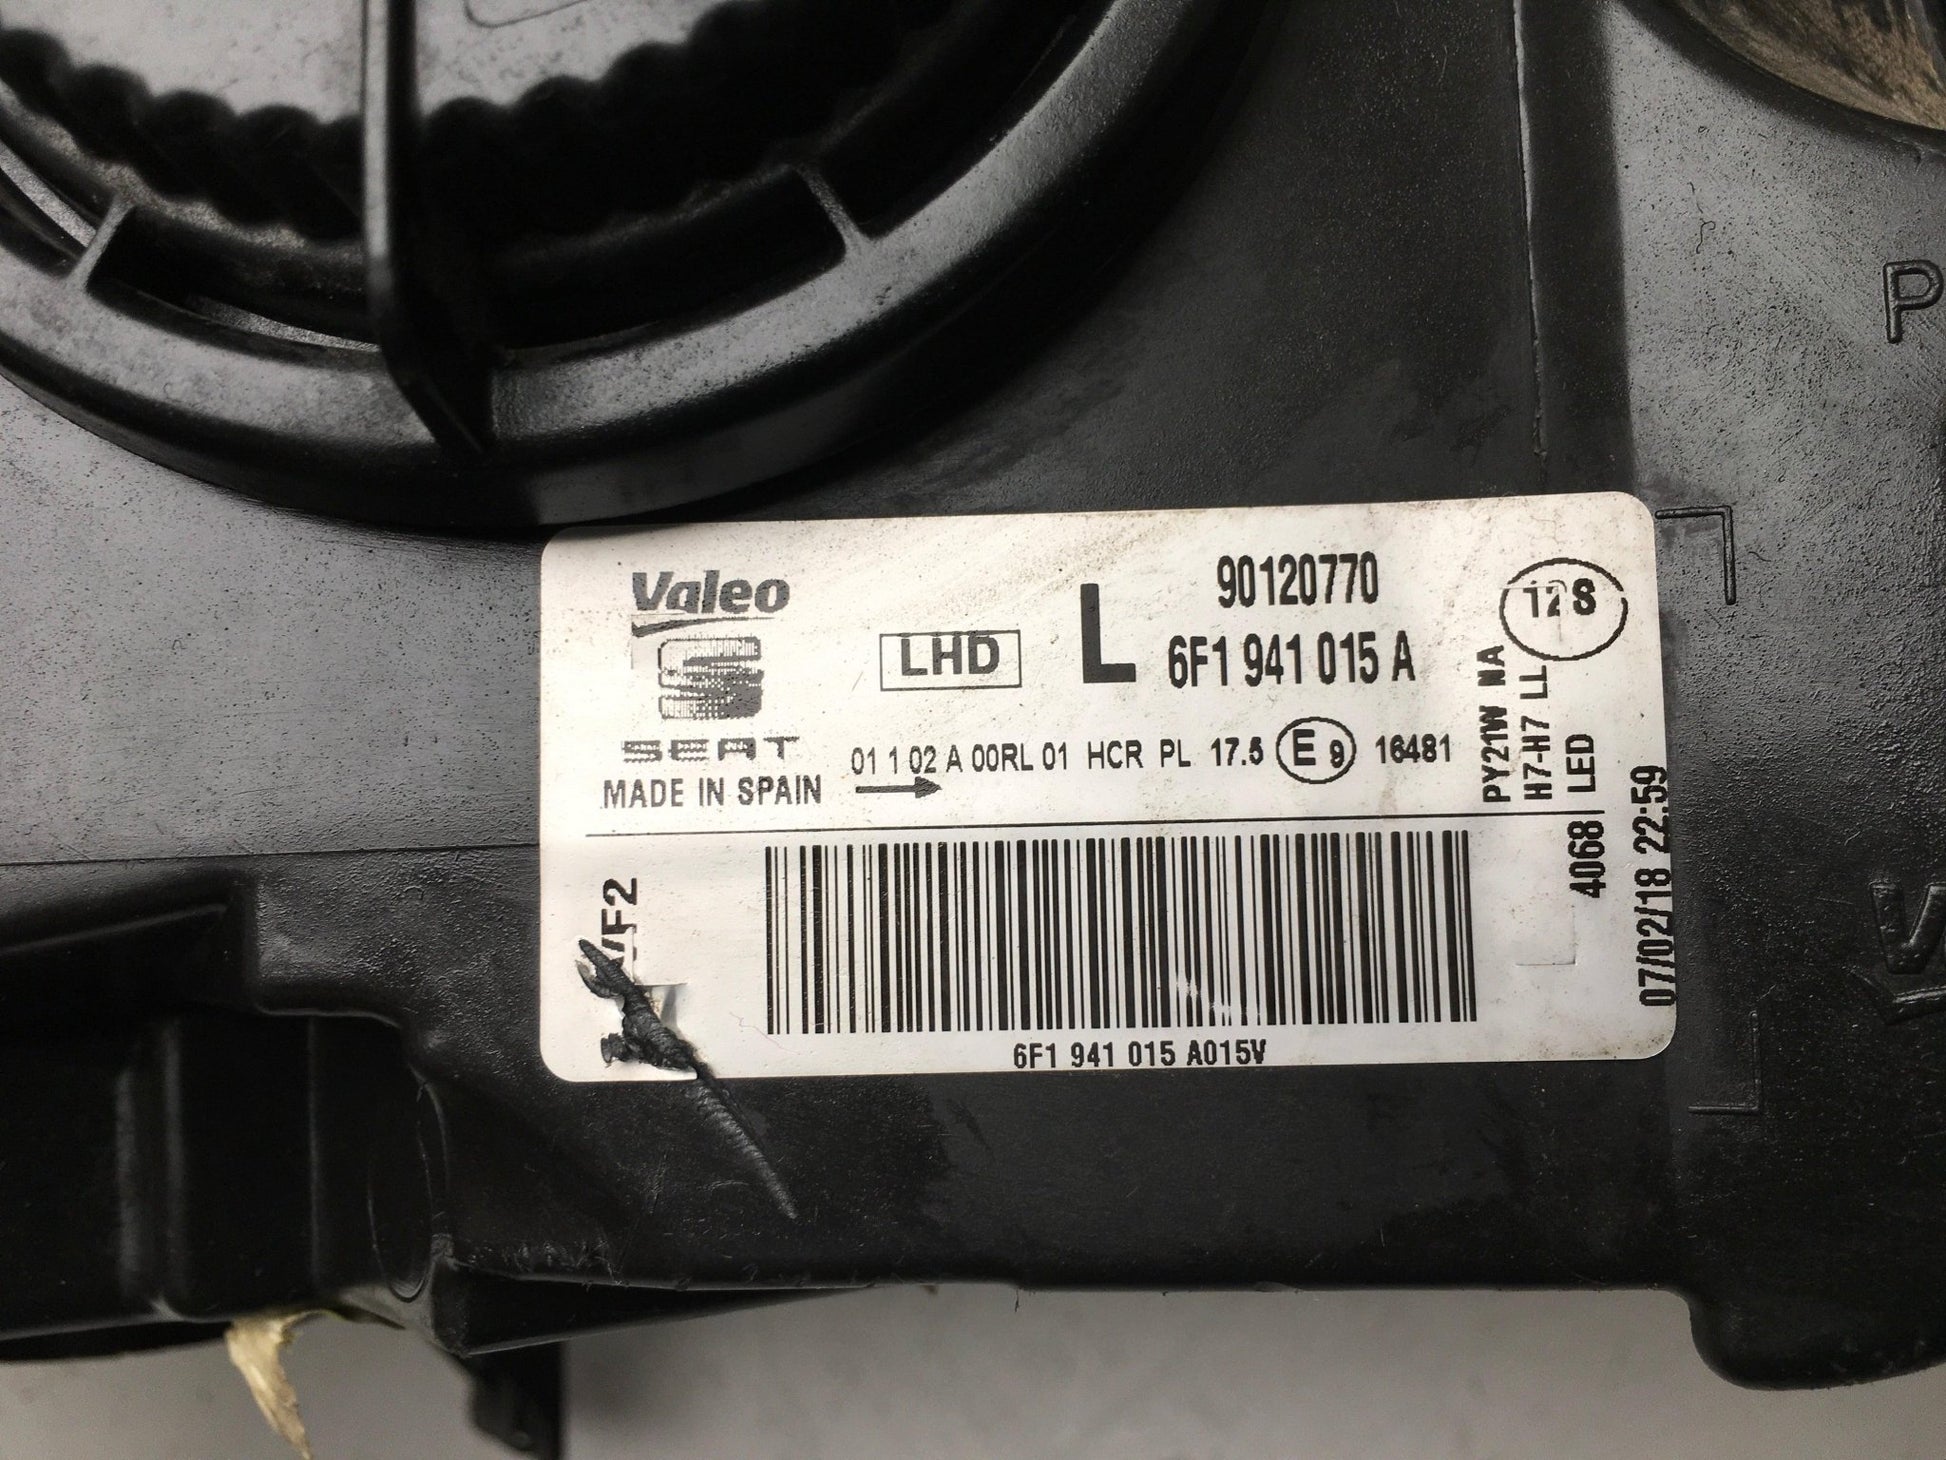 Valeo
SEAT
MADE IN SPAIN
LHD
L
90120770
6F1 941 015 A
01 1 02 A 00RL 01 HCR PL 17.5 E 9 16481
12S
PY21W NA
H7-H7 LL
4068 LED
07/02/18 22:59
6F1 941 015 A015V
P